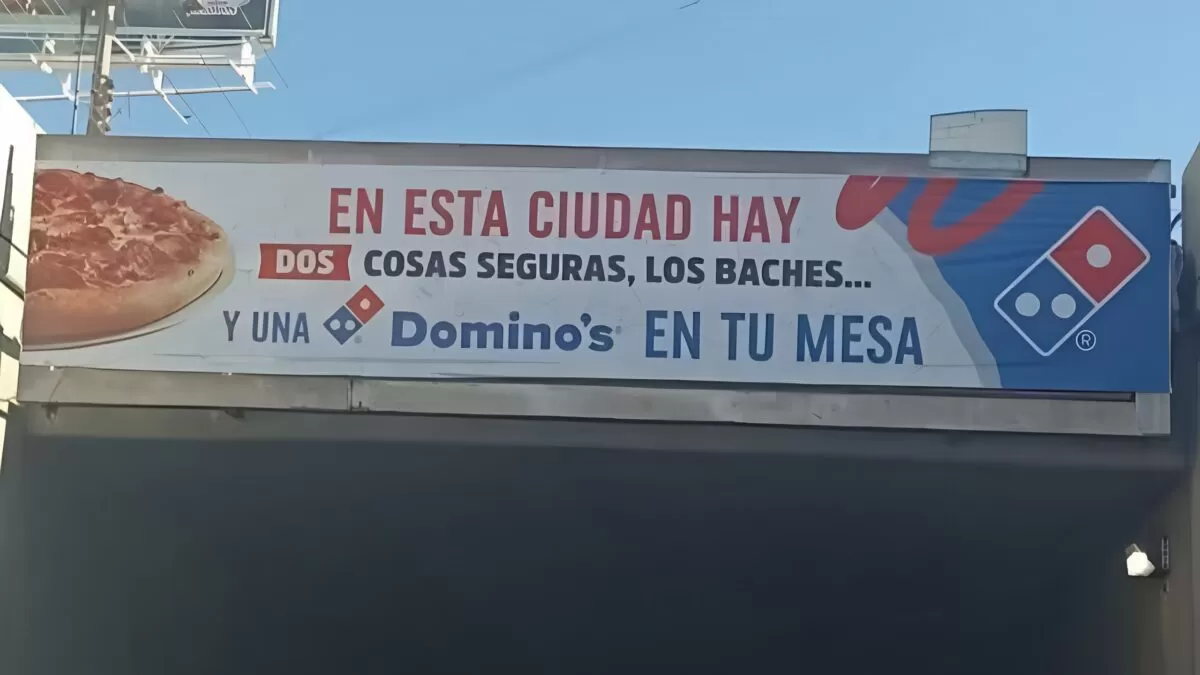 EN ESTA CIUDAD HAY
DOS COSAS SEGURAS, LOS BACHES...
Y UNA Domino's EN TU MESA
®